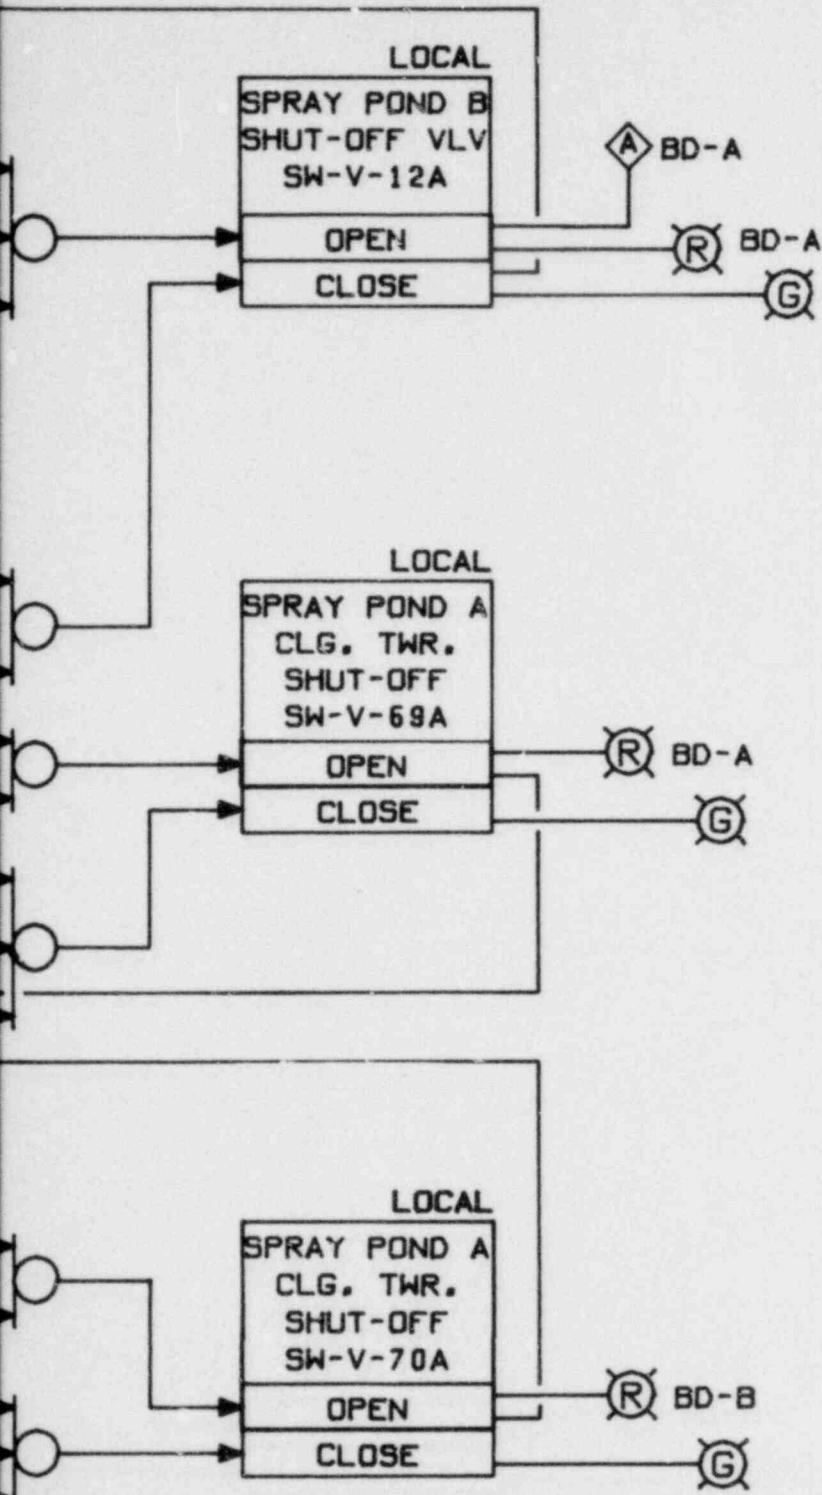 LOCAL
SPRAY POND B
SHUT-OFF VLV
SW-V-12A
OPEN
CLOSE
A BD-A
R BD-A
G
LOCAL
SPRAY POND A
CLG. TWR.
SHUT-OFF
SW-V-69A
OPEN
CLOSE
R BD-A
G
LOCAL
SPRAY POND A
CLG. TWR.
SHUT-OFF
SW-V-70A
OPEN
CLOSE
R BD-B
G